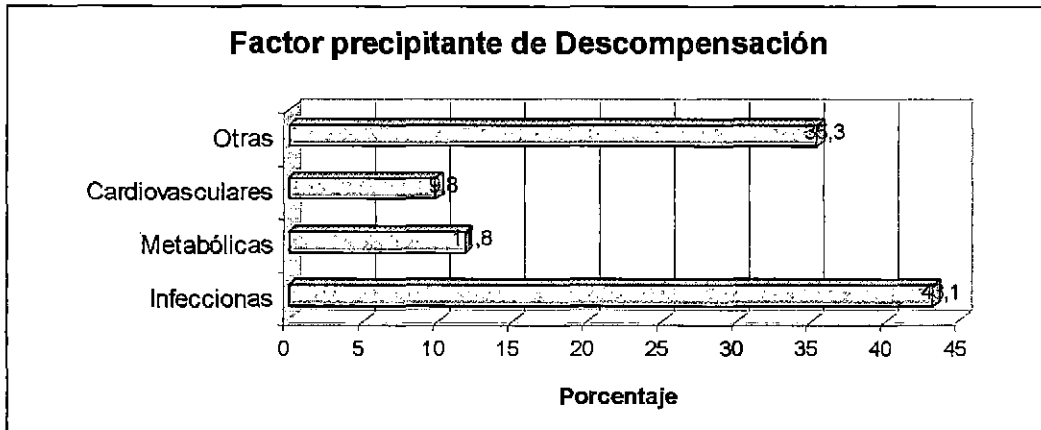 Factor precipitante de Descompensación
Otras
35,3
Cardiovasculares
9,8
Metabólicas
11,8
Infeccionas
43,1
0 5 10 15 20 25 30 35 40 45
Porcentaje